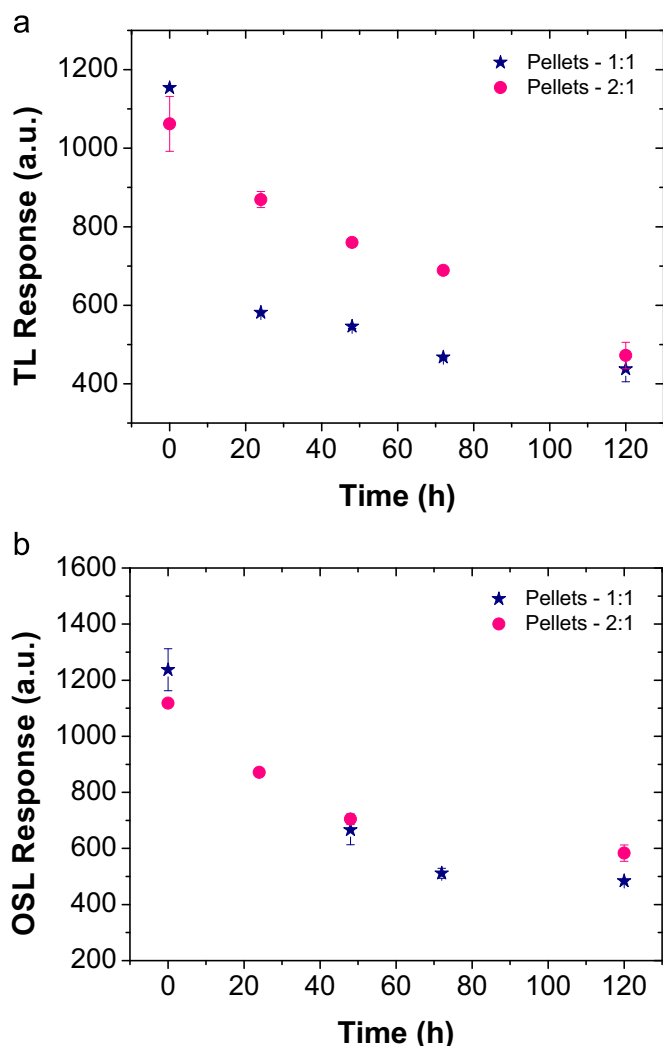 a
1200
1000
800
600
400
0 20 40 60 80 100 120
TL Response (a.u.)
Time (h)
Pellets - 1:1
Pellets - 2:1
b
1600
1400
1200
1000
800
600
400
200
0 20 40 60 80 100 120
OSL Response (a.u.)
Time (h)
Pellets - 1:1
Pellets - 2:1